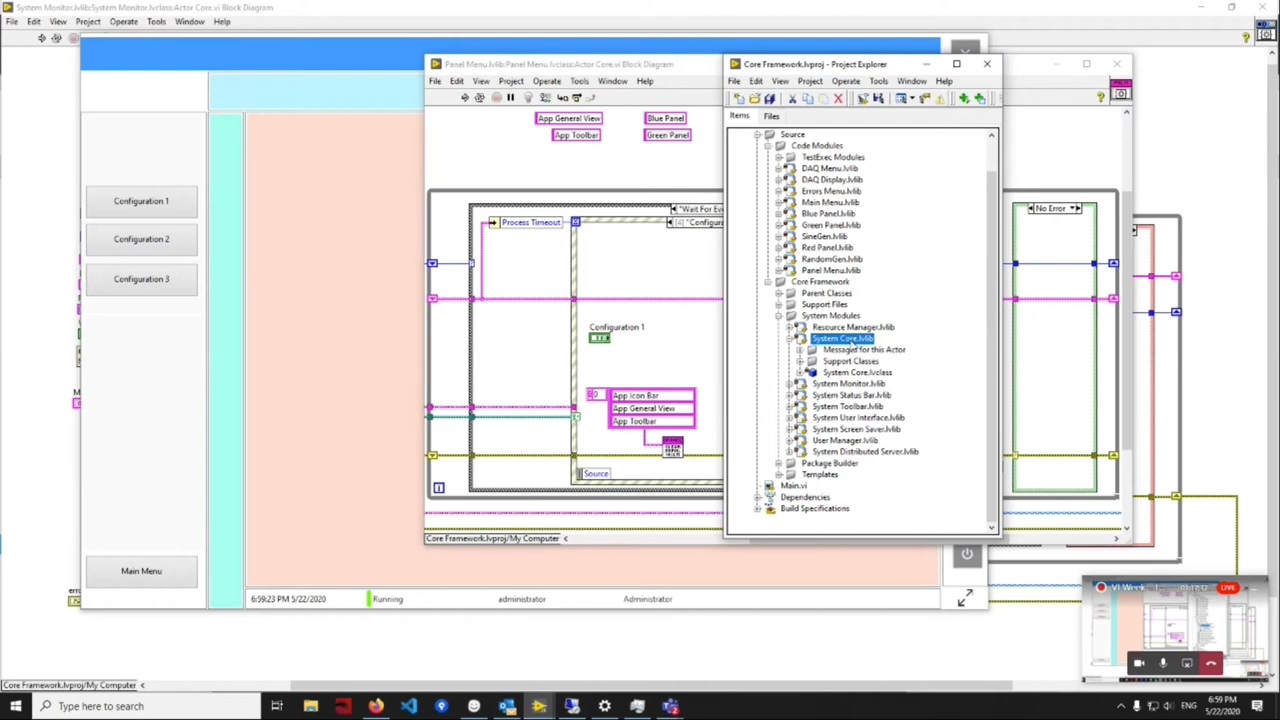 System Monitor.lvlib:System Monitor.lvclass:Actor Core.vi Block Diagram
File Edit View Project Operate Tools Window Help
Configuration 1
Configuration 2
Configuration 3
Main Menu
6:59:23 PM 5/22/2020 Running administrator Administrator
Panel Menu.lvlib:Panel Menu.lvclass:Actor Core.vi Block Diagram
File Edit View Project Operate Tools Window Help
App General View
Blue Panel
App Toolbar
Green Panel
"Wait For Eve
Process Timeout
[4] "Configura
Configuration 1
0
App Icon Bar
App General View
App Toolbar
Source
i
No Error
Core Framework.lvproj/My Computer <
Core Framework.lvproj - Project Explorer
File Edit View Project Operate Tools Window Help
Items Files
Source
Code Modules
TestExec Modules
DAQ Menu.lvlib
DAQ Display.lvlib
Errors Menu.lvlib
Main Menu.lvlib
Blue Panel.lvlib
Green Panel.lvlib
SineGen.lvlib
Red Panel.lvlib
RandomGen.lvlib
Panel Menu.lvlib
Core Framework
Parent Classes
Support Files
System Modules
Resource Manager.lvlib
System Core.lvlib
Messages for this Actor
Support Classes
System Core.lvclass
System Monitor.lvlib
System Status Bar.lvlib
System Toolbar.lvlib
System User Interface.lvlib
System Screen Saver.lvlib
User Manager.lvlib
System Distributed Server.lvlib
Package Builder
Templates
Main.vi
Dependencies
Build Specifications
VI Week
LIVE
Core Framework.lvproj/My Computer <
Type here to search
ENG
6:59 PM
5/22/2020